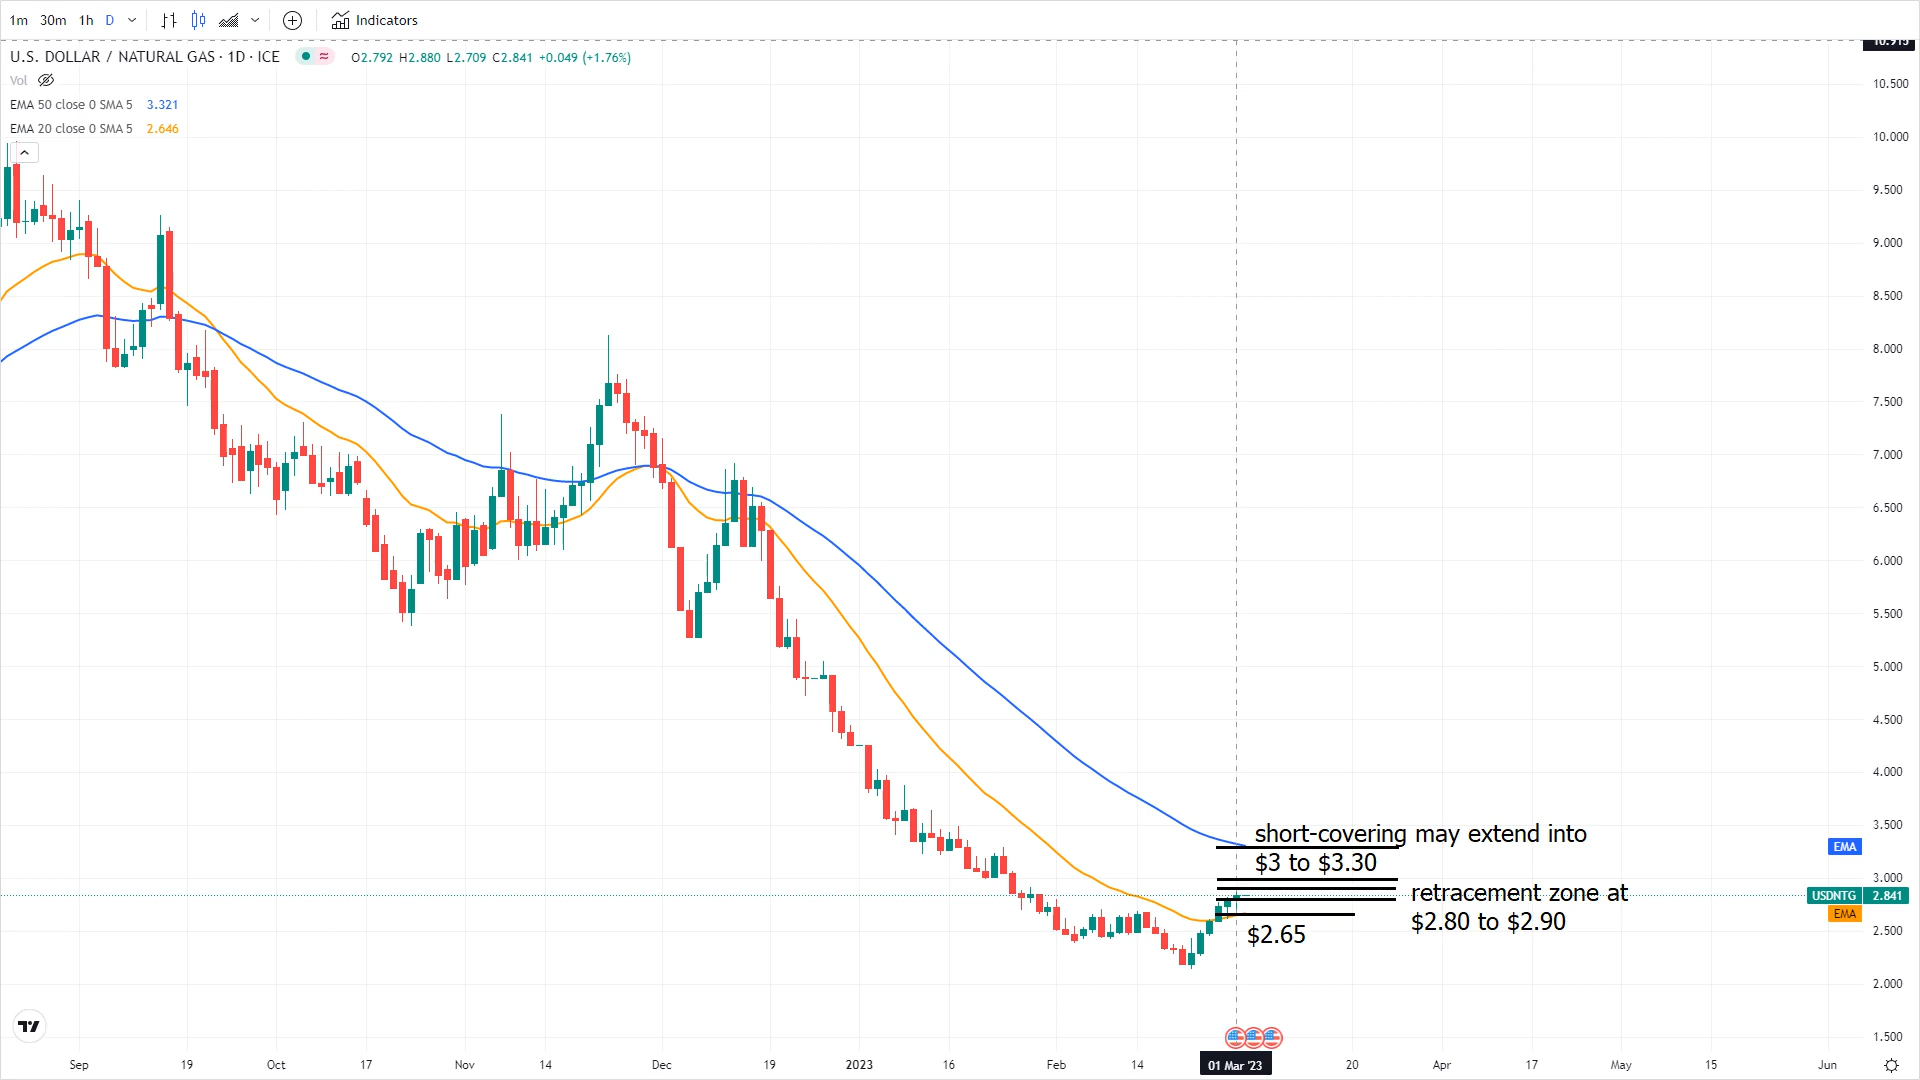 1m 30m 1h D Indicators
10.915
U.S. DOLLAR / NATURAL GAS · 1D · ICE O2.792 H2.880 L2.709 C2.841 +0.049 (+1.76%)
Vol
EMA 50 close 0 SMA 5 3.321
EMA 20 close 0 SMA 5 2.646
10.500
10.000
9.500
9.000
8.500
8.000
7.500
7.000
6.500
6.000
5.500
5.000
4.500
4.000
3.500
short-covering may extend into
$3 to $3.30
EMA
3.000
retracement zone at
$2.80 to $2.90
USDNTG 2.841
EMA
$2.65
2.500
2.000
1.500
Sep 19 Oct 17 Nov 14 Dec 19 2023 16 Feb 14 01 Mar '23 20 Apr 17 May 15 Jun